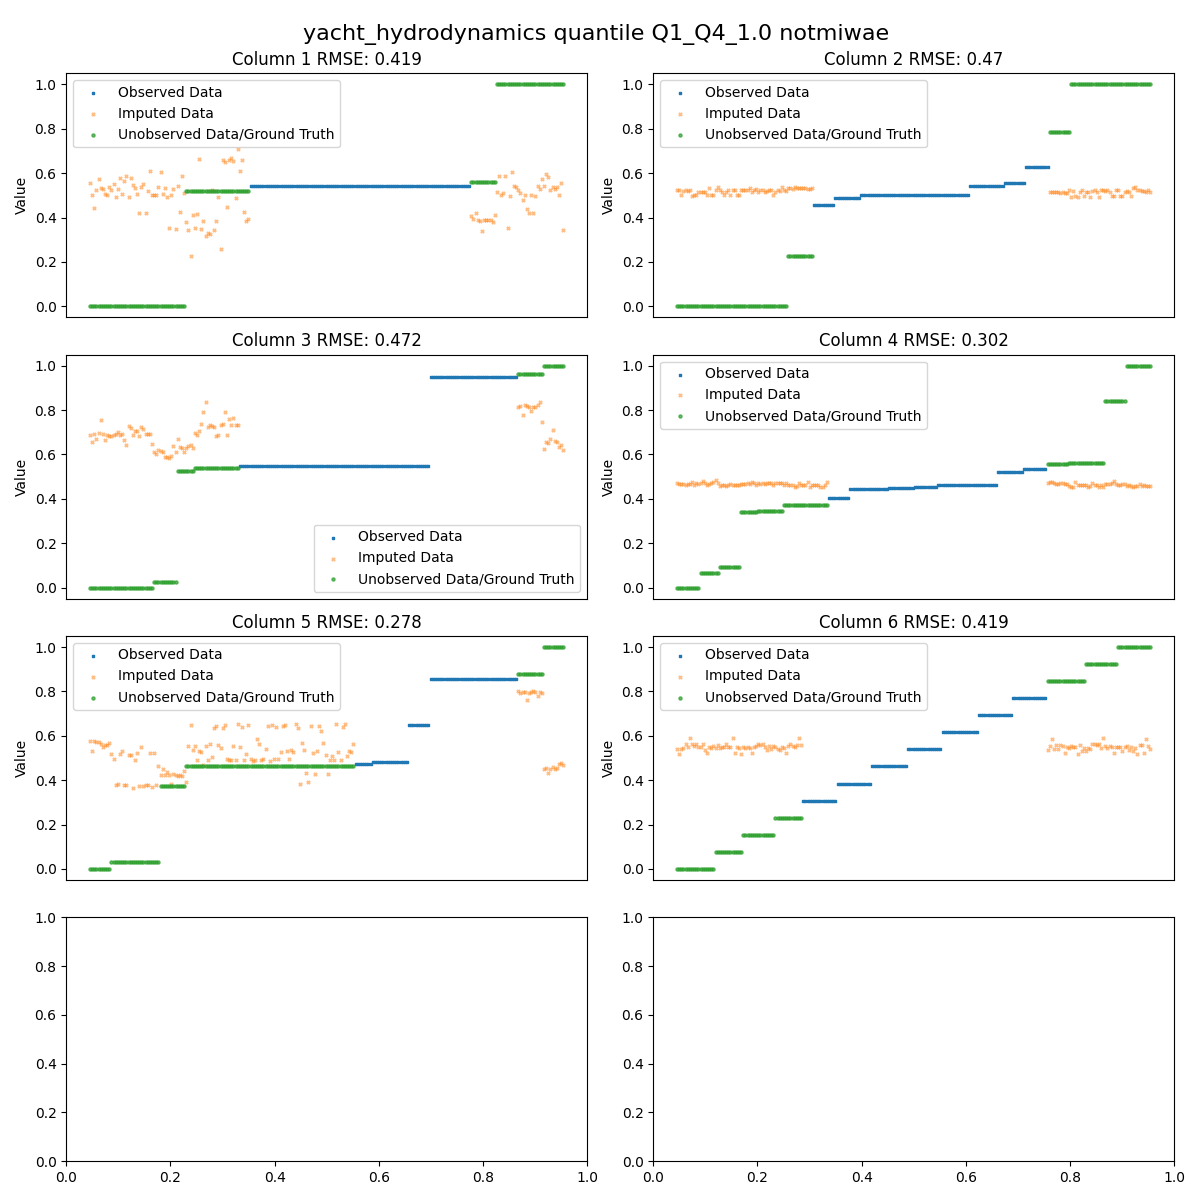 yacht_hydrodynamics quantile Q1_Q4_1.0 notmiwae
Column 1 RMSE: 0.419
Value
1.0
0.8
0.6
0.4
0.2
0.0
Observed Data
Imputed Data
Unobserved Data/Ground Truth
Column 2 RMSE: 0.47
Value
1.0
0.8
0.6
0.4
0.2
0.0
Observed Data
Imputed Data
Unobserved Data/Ground Truth
Column 3 RMSE: 0.472
Value
1.0
0.8
0.6
0.4
0.2
0.0
Observed Data
Imputed Data
Unobserved Data/Ground Truth
Column 4 RMSE: 0.302
Value
1.0
0.8
0.6
0.4
0.2
0.0
Observed Data
Imputed Data
Unobserved Data/Ground Truth
Column 5 RMSE: 0.278
Value
1.0
0.8
0.6
0.4
0.2
0.0
Observed Data
Imputed Data
Unobserved Data/Ground Truth
Column 6 RMSE: 0.419
Value
1.0
0.8
0.6
0.4
0.2
0.0
Observed Data
Imputed Data
Unobserved Data/Ground Truth
1.0
0.8
0.6
0.4
0.2
0.0
0.0 0.2 0.4 0.6 0.8 1.0
1.0
0.8
0.6
0.4
0.2
0.0
0.0 0.2 0.4 0.6 0.8 1.0